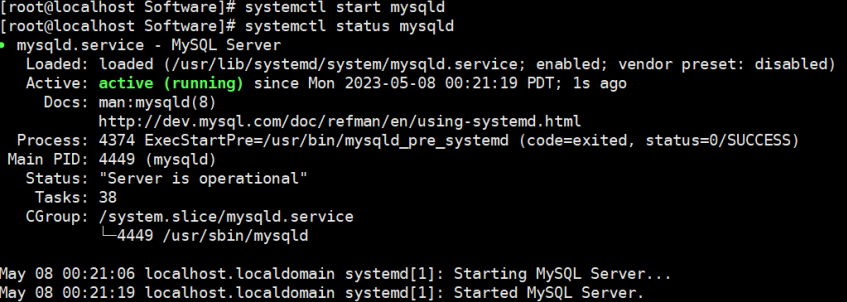 [root@localhost Software]# systemctl start mysqld
[root@localhost Software]# systemctl status mysqld
● mysqld.service - MySQL Server
   Loaded: loaded (/usr/lib/systemd/system/mysqld.service; enabled; vendor preset: disabled)
   Active: active (running) since Mon 2023-05-08 00:21:19 PDT; 1s ago
     Docs: man:mysqld(8)
           http://dev.mysql.com/doc/refman/en/using-systemd.html
  Process: 4374 ExecStartPre=/usr/bin/mysqld_pre_systemd (code=exited, status=0/SUCCESS)
 Main PID: 4449 (mysqld)
   Status: "Server is operational"
    Tasks: 38
   CGroup: /system.slice/mysqld.service
           └─4449 /usr/sbin/mysqld
May 08 00:21:06 localhost.localdomain systemd[1]: Starting MySQL Server...
May 08 00:21:19 localhost.localdomain systemd[1]: Started MySQL Server.